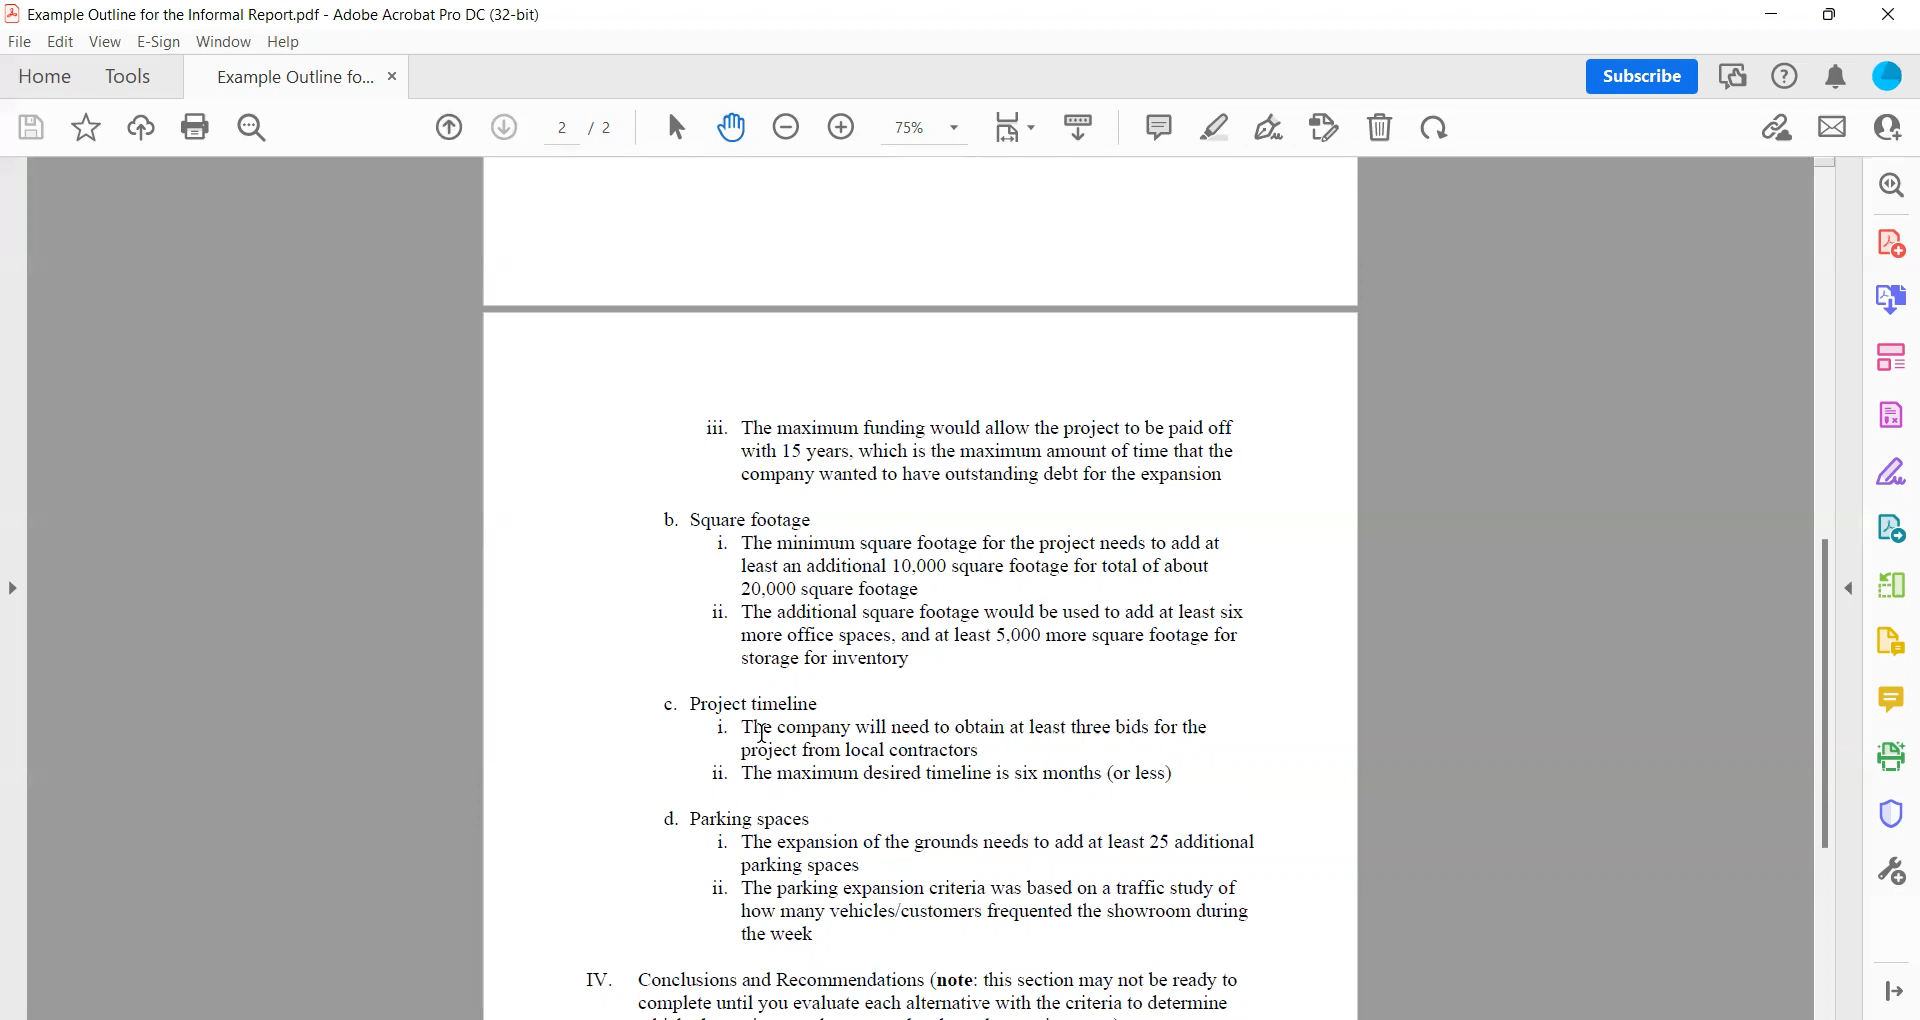 Example Outline for the Informal Report.pdf - Adobe Acrobat Pro DC (32-bit)
File Edit View E-Sign Window Help
Home Tools Example Outline fo... × Subscribe
2 / 2 75%
iii. The maximum funding would allow the project to be paid off
with 15 years, which is the maximum amount of time that the
company wanted to have outstanding debt for the expansion
b. Square footage
i. The minimum square footage for the project needs to add at
least an additional 10,000 square footage for total of about
20,000 square footage
ii. The additional square footage would be used to add at least six
more office spaces, and at least 5,000 more square footage for
storage for inventory
c. Project timeline
i. The company will need to obtain at least three bids for the
project from local contractors
ii. The maximum desired timeline is six months (or less)
d. Parking spaces
i. The expansion of the grounds needs to add at least 25 additional
parking spaces
ii. The parking expansion criteria was based on a traffic study of
how many vehicles/customers frequented the showroom during
the week
IV. Conclusions and Recommendations (note: this section may not be ready to
complete until you evaluate each alternative with the criteria to determine